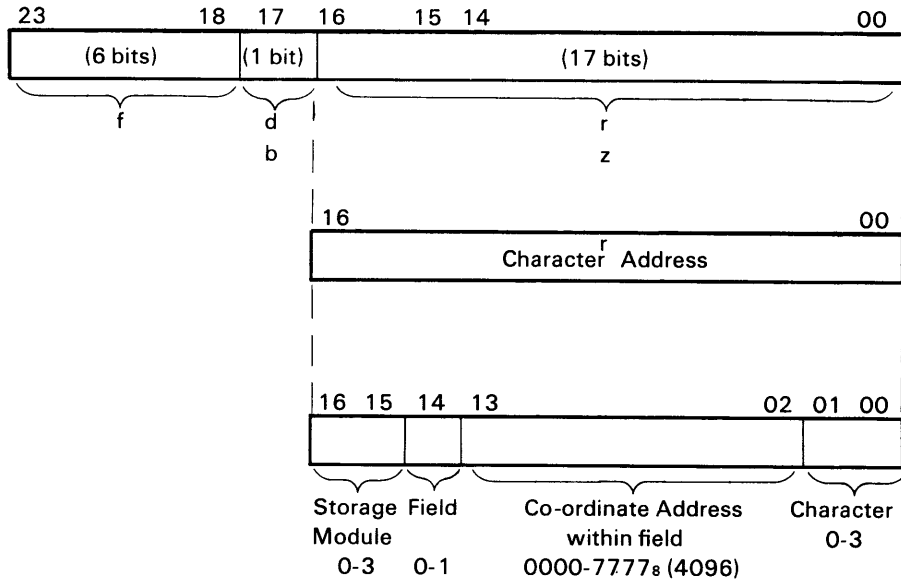 23 18 17 16 15 14 00
(6 bits) (1 bit) (17 bits)
f d r
b z
16 00
r
Character Address
16 15 14 13 02 01 00
Storage Field Co-ordinate Address Character
Module within field 0-3
0-3 0-1 0000-7777₈ (4096)